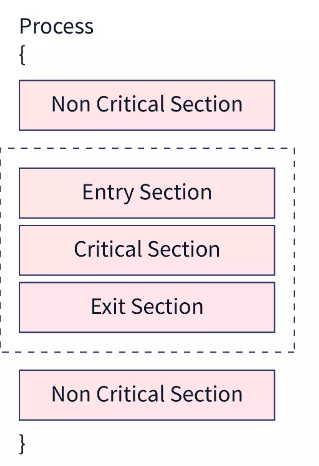 Process
{
Non Critical Section
Entry Section
Critical Section
Exit Section
Non Critical Section
}